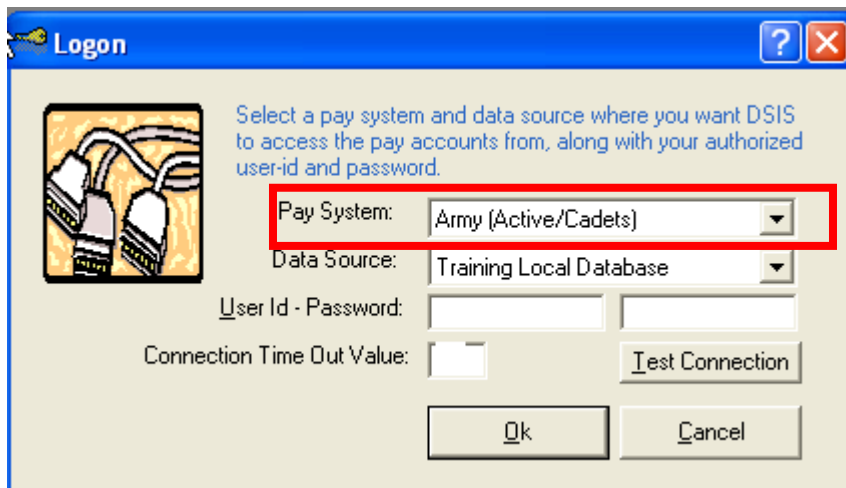 Logon
Select a pay system and data source where you want DSIS
to access the pay accounts from, along with your authorized
user-id and password.
Pay System: Army (Active/Cadets)
Data Source: Training Local Database
User Id - Password:
Connection Time Out Value: Test Connection
Ok Cancel